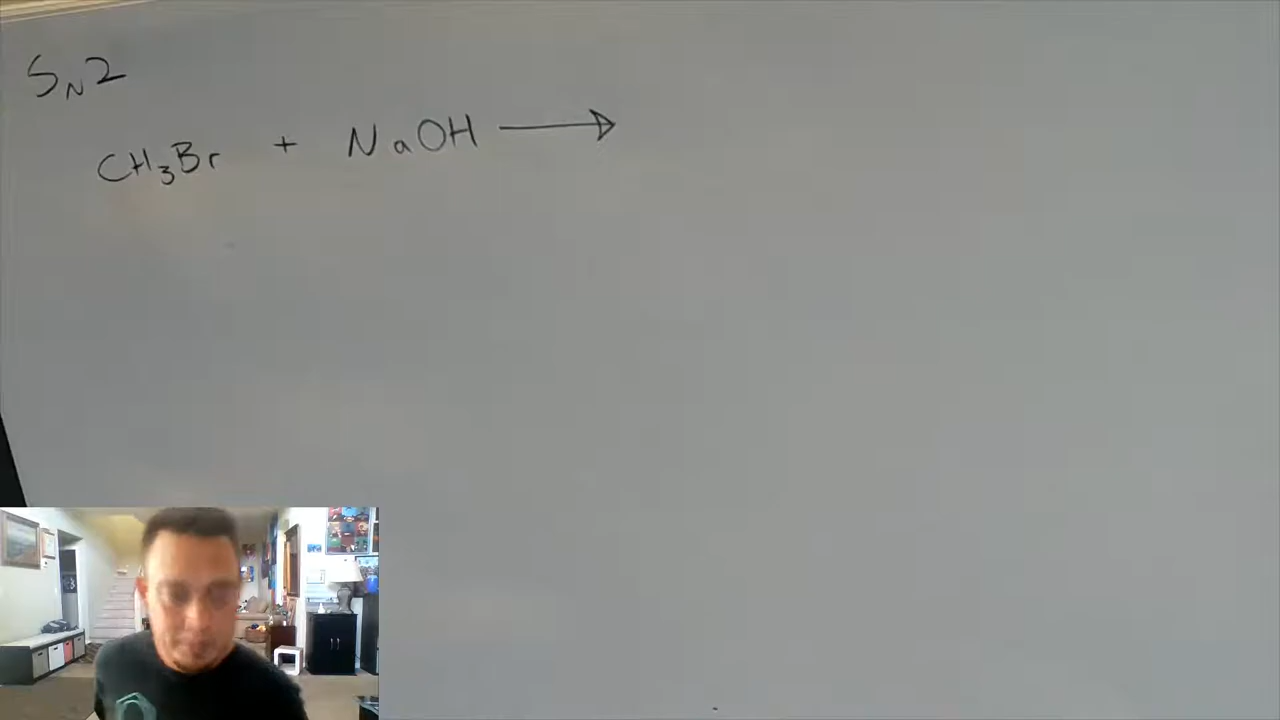 SN2
CH3Br + NaOH →